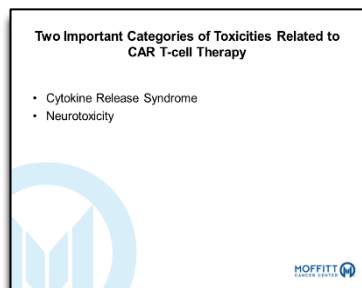 Two Important Categories of Toxicities Related to
CAR T-cell Therapy
• Cytokine Release Syndrome
• Neurotoxicity
MOFFITT
CANCER CENTER